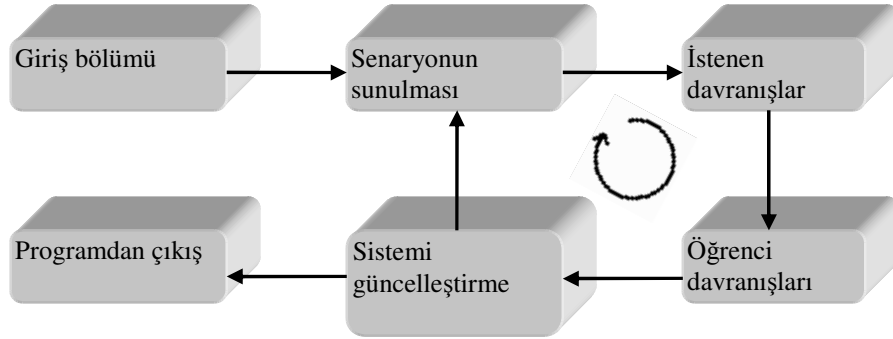 Giriş bölümü
Senaryonun
sunulması
İstenen
davranışlar
Programdan çıkış
Sistemi
güncelleştirme
Öğrenci
davranışları